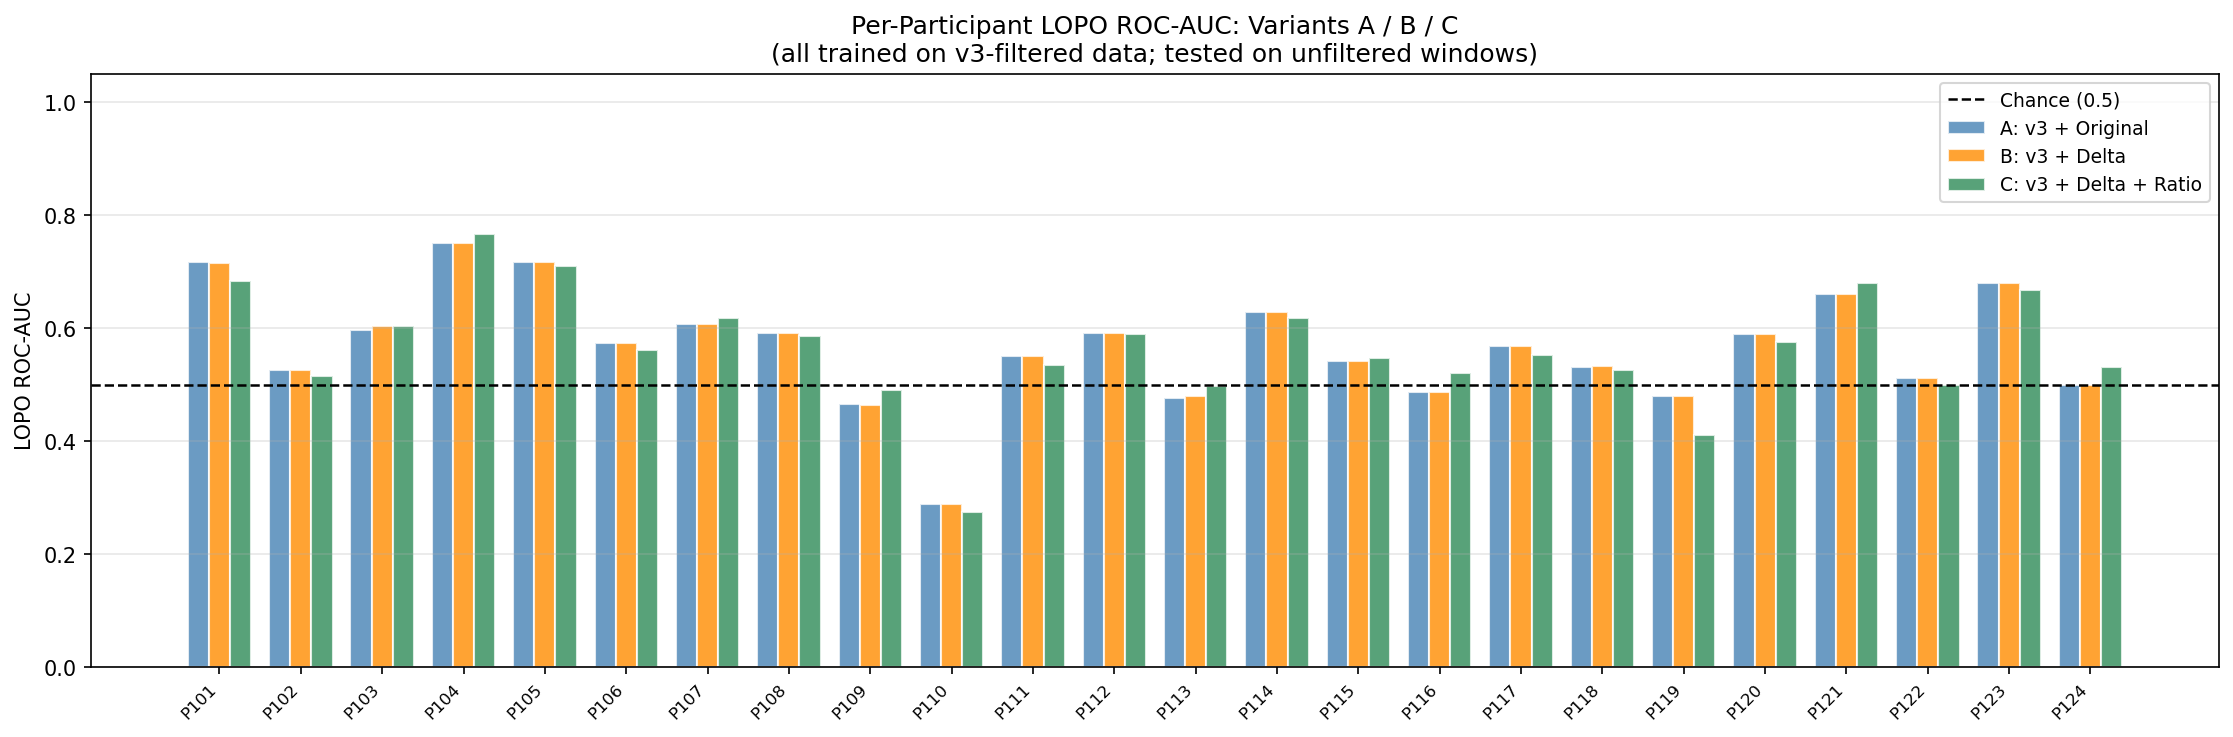 Per-Participant LOPO ROC-AUC: Variants A / B / C
(all trained on v3-filtered data; tested on unfiltered windows)
LOPO ROC-AUC
1.0
0.8
0.6
0.4
0.2
0.0
Chance (0.5)
A: v3 + Original
B: v3 + Delta
C: v3 + Delta + Ratio
P101
P102
P103
P104
P105
P106
P107
P108
P109
P110
P111
P112
P113
P114
P115
P116
P117
P118
P119
P120
P121
P122
P123
P124